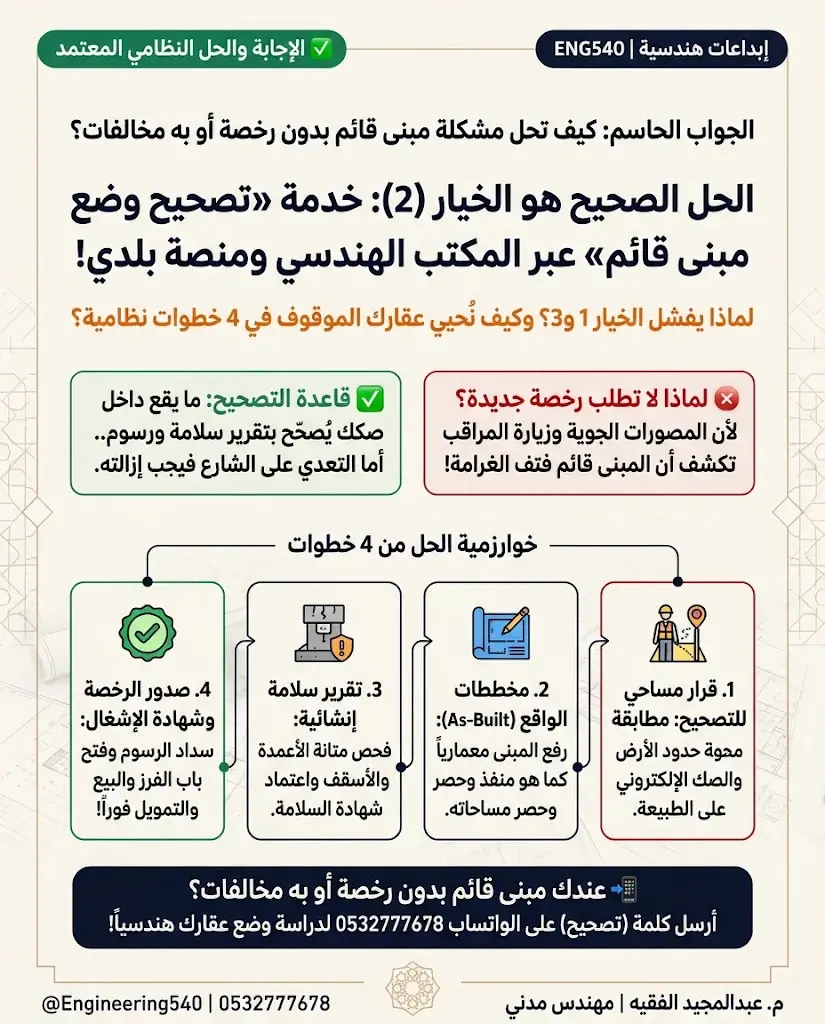 إبداعات هندسية | ENG540
✅ الإجابة والحل النظامي المعتمد
الجواب الحاسم: كيف تحل مشكلة مبنى قائم بدون رخصة أو به مخالفات؟
الحل الصحيح هو الخيار (2): خدمة «تصحيح وضع
مبنى قائم» عبر المكتب الهندسي ومنصة بلدي!
لماذا يفشل الخيار 1 و3؟ وكيف نُحيي عقارك الموقوف في 4 خطوات نظامية؟
❌ لماذا لا تطلب رخصة جديدة؟
لأن المصورات الجوية وزيارة المراقب
تكشف أن المبنى قائم فتف الغرامة!
✅ قاعدة التصحيح: ما يقع داخل
صكك يُصحّح بتقرير سلامة ورسوم..
أما التعدي على الشارع فيجب إزالته.
خوارزمية الحل من 4 خطوات
1. قرار مساحي
للتصحيح: مطابقة
محوة حدود الأرض
والصك الإلكتروني
على الطبيعة.
2. مخططات
الواقع (As-Built):
رفع المبنى معمارياً
كما هو منفذ وحصر
وحصر مساحاته.
3. تقرير سلامة
إنشائية:
فحص متانة الأعمدة
والأسقف واعتماد
شهادة السلامة.
4. صدور الرخصة
وشهادة الإشغال:
سداد الرسوم وفتح
باب الفرز والبيع
والتمويل فوراً!
📲 عندك مبنى قائم بدون رخصة أو به مخالفات؟
أرسل كلمة (تصحيح) على الواتساب 0532777678 لدراسة وضع عقارك هندسياً!
م. عبدالمجيد الفقيه | مهندس مدني
@Engineering540 | 0532777678